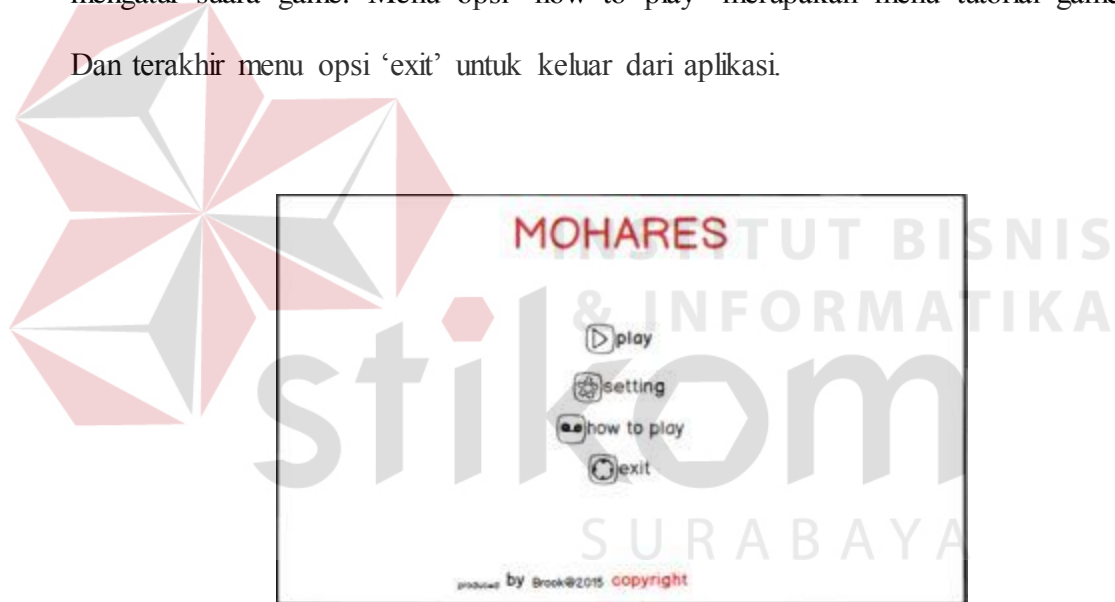 mengatur suara game. Menu opsi ‘how to play’ merupakan menu tutorial game
Dan terakhir menu opsi ‘exit’ untuk keluar dari aplikasi.
MOHARES
INSTITUT BISNIS
& INFORMATIKA
play
stikom
setting
how to play
exit
SURABAYA
produced by Brook@2015 copyright